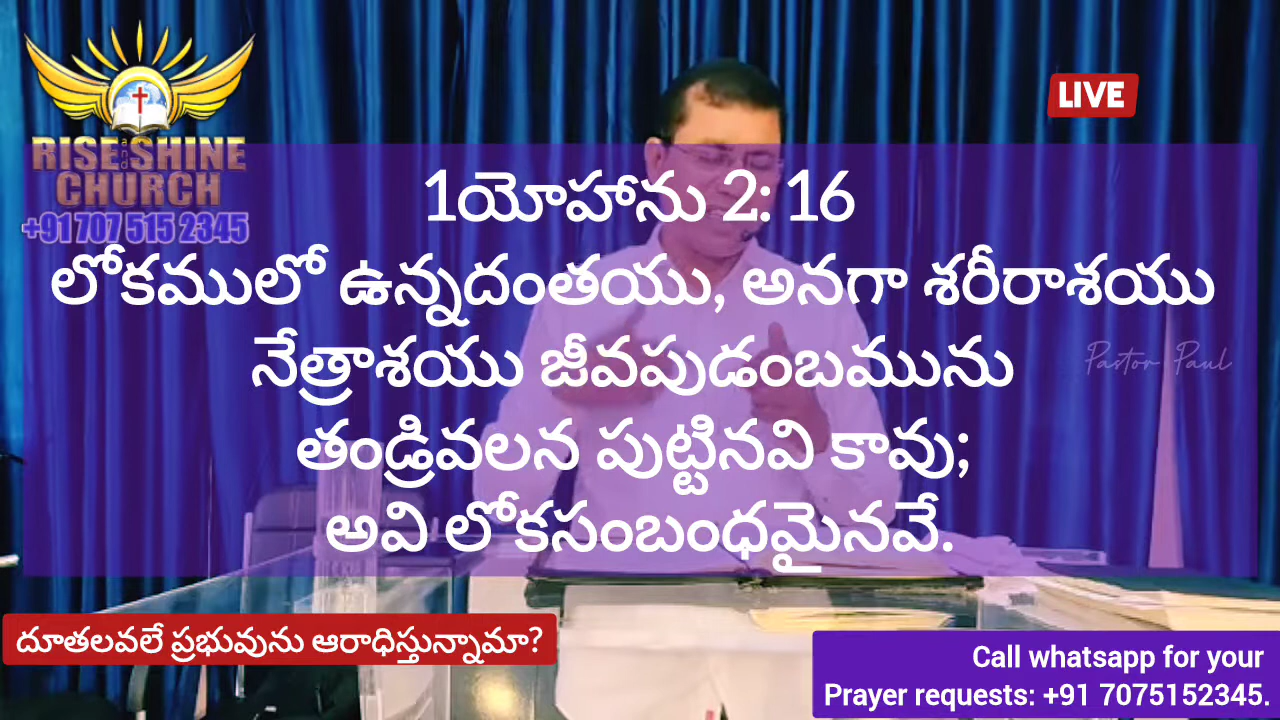 RISE and SHINE
CHURCH
+91 707 515 2345
LIVE
1యోహాను 2: 16
లోకములో ఉన్నదంతయు, అనగా శరీరాశయు
నేత్రాశయు జీవపుడంబమును
తండ్రివలన పుట్టినవి కావు;
అవి లోకసంబంధమైనవే.
Pastor Paul
దూతలవలే ప్రభువును ఆరాధిస్తున్నామా?
Call whatsapp for your
Prayer requests: +91 7075152345.